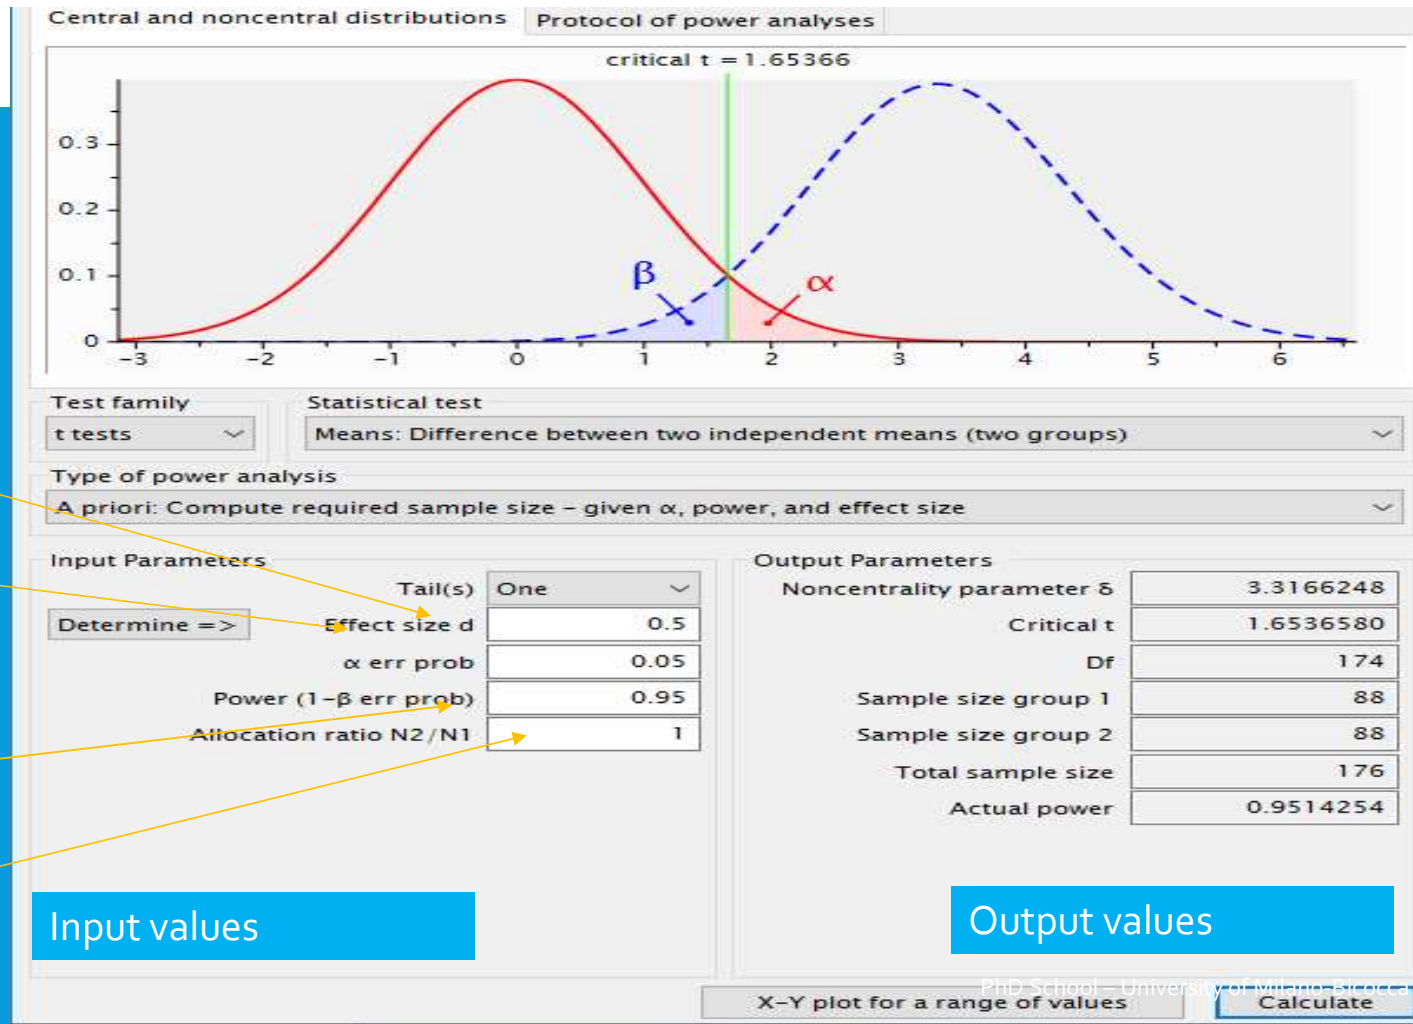 Central and noncentral distributions
Protocol of power analyses
critical t = 1.65366
0.3
0.2
0.1
0
β
α
-3 -2 -1 0 1 2 3 4 5 6
Test family
Statistical test
t tests
Means: Difference between two independent means (two groups)
Type of power analysis
A priori: Compute required sample size – given α, power, and effect size
Input Parameters
Tail(s) One
Determine =>
Effect size d 0.5
α err prob 0.05
Power (1-β err prob) 0.95
Allocation ratio N2/N1 1
Output Parameters
Noncentrality parameter δ 3.3166248
Critical t 1.6536580
Df 174
Sample size group 1 88
Sample size group 2 88
Total sample size 176
Actual power 0.9514254
Input values
Output values
PhD School – University of Milano-Bicocca
X-Y plot for a range of values
Calculate